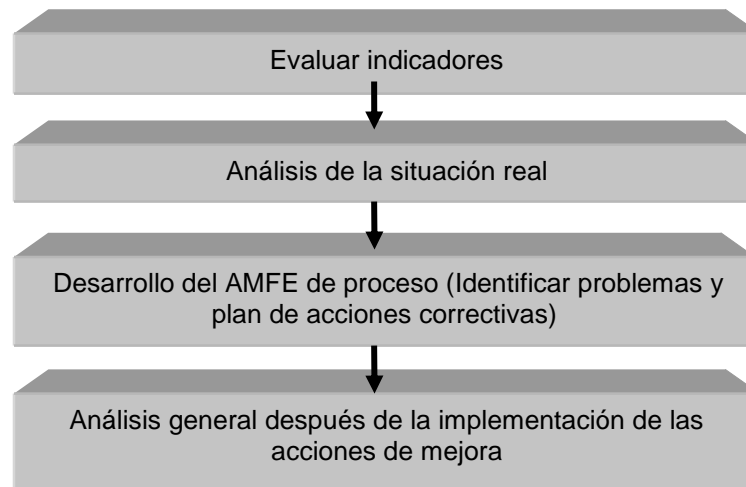 Evaluar indicadores
Análisis de la situación real
Desarrollo del AMFE de proceso (Identificar problemas y
plan de acciones correctivas)
Análisis general después de la implementación de las
acciones de mejora